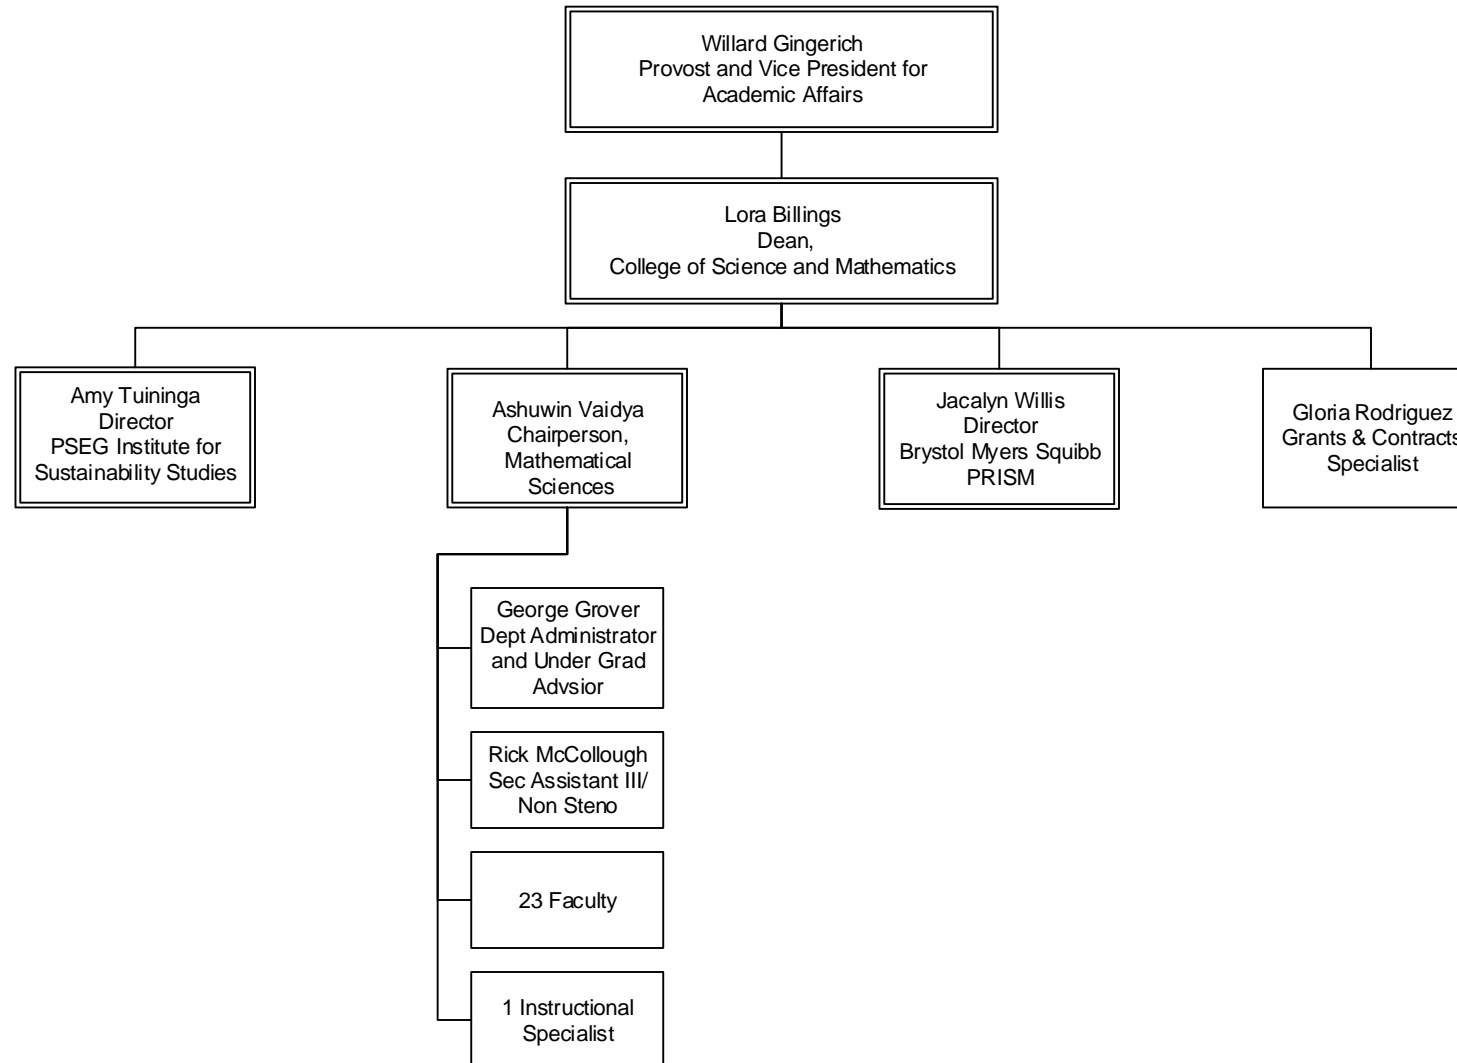 Willard Gingerich
Provost and Vice President for
Academic Affairs
Lora Billings
Dean,
College of Science and Mathematics
Amy Tuininga
Director
PSEG Institute for
Sustainability Studies
Ashuwin Vaidya
Chairperson,
Mathematical
Sciences
Jacalyn Willis
Director
Brystol Myers Squibb
PRISM
Gloria Rodriguez
Grants & Contracts
Specialist
George Grover
Dept Administrator
and Under Grad
Advsior
Rick McCollough
Sec Assistant III/
Non Steno
23 Faculty
1 Instructional
Specialist